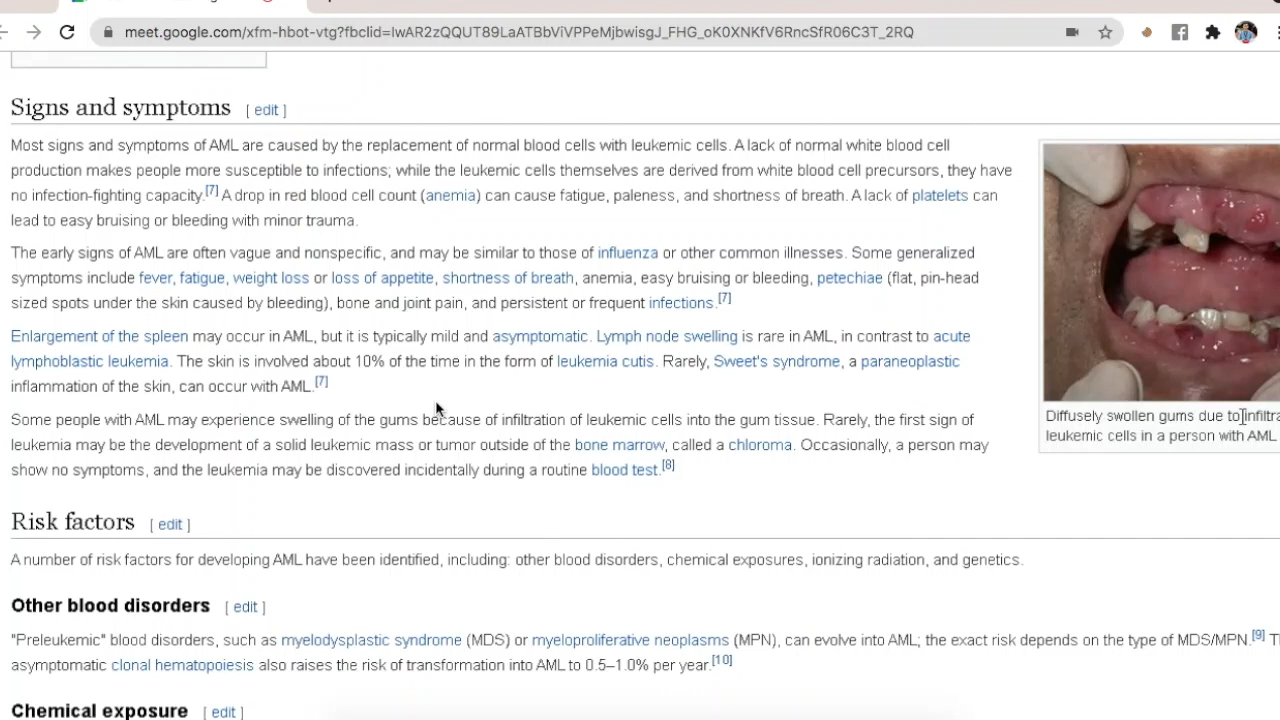 meet.google.com/xfm-hbot-vtg?fbclid=IwAR2zQQUT89LaATBbViVPPeMjbwisgJ_FHG_oK0XNKfV6RncSfR06C3T_2RQ
Signs and symptoms [ edit ]
Most signs and symptoms of AML are caused by the replacement of normal blood cells with leukemic cells. A lack of normal white blood cell
production makes people more susceptible to infections; while the leukemic cells themselves are derived from white blood cell precursors, they have
no infection-fighting capacity.[7] A drop in red blood cell count (anemia) can cause fatigue, paleness, and shortness of breath. A lack of platelets can
lead to easy bruising or bleeding with minor trauma.
The early signs of AML are often vague and nonspecific, and may be similar to those of influenza or other common illnesses. Some generalized
symptoms include fever, fatigue, weight loss or loss of appetite, shortness of breath, anemia, easy bruising or bleeding, petechiae (flat, pin-head
sized spots under the skin caused by bleeding), bone and joint pain, and persistent or frequent infections.[7]
Enlargement of the spleen may occur in AML, but it is typically mild and asymptomatic. Lymph node swelling is rare in AML, in contrast to acute
lymphoblastic leukemia. The skin is involved about 10% of the time in the form of leukemia cutis. Rarely, Sweet's syndrome, a paraneoplastic
inflammation of the skin, can occur with AML.[7]
Some people with AML may experience swelling of the gums because of infiltration of leukemic cells into the gum tissue. Rarely, the first sign of
leukemia may be the development of a solid leukemic mass or tumor outside of the bone marrow, called a chloroma. Occasionally, a person may
show no symptoms, and the leukemia may be discovered incidentally during a routine blood test.[8]
Diffusely swollen gums due to infiltra
leukemic cells in a person with AML
Risk factors [ edit ]
A number of risk factors for developing AML have been identified, including: other blood disorders, chemical exposures, ionizing radiation, and genetics.
Other blood disorders [ edit ]
"Preleukemic" blood disorders, such as myelodysplastic syndrome (MDS) or myeloproliferative neoplasms (MPN), can evolve into AML; the exact risk depends on the type of MDS/MPN.[9] T
asymptomatic clonal hematopoiesis also raises the risk of transformation into AML to 0.5–1.0% per year.[10]
Chemical exposure [ edit ]